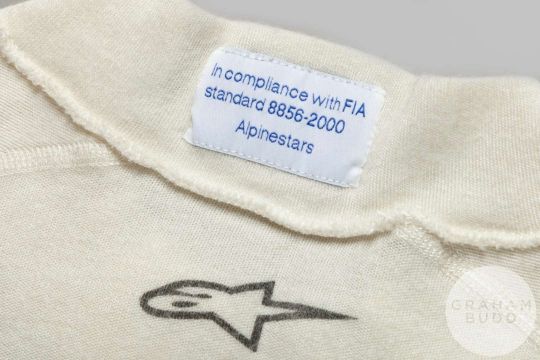 In compliance with FIA
standard 8856-2000
Alpinestars
GRAHAM
BUDD